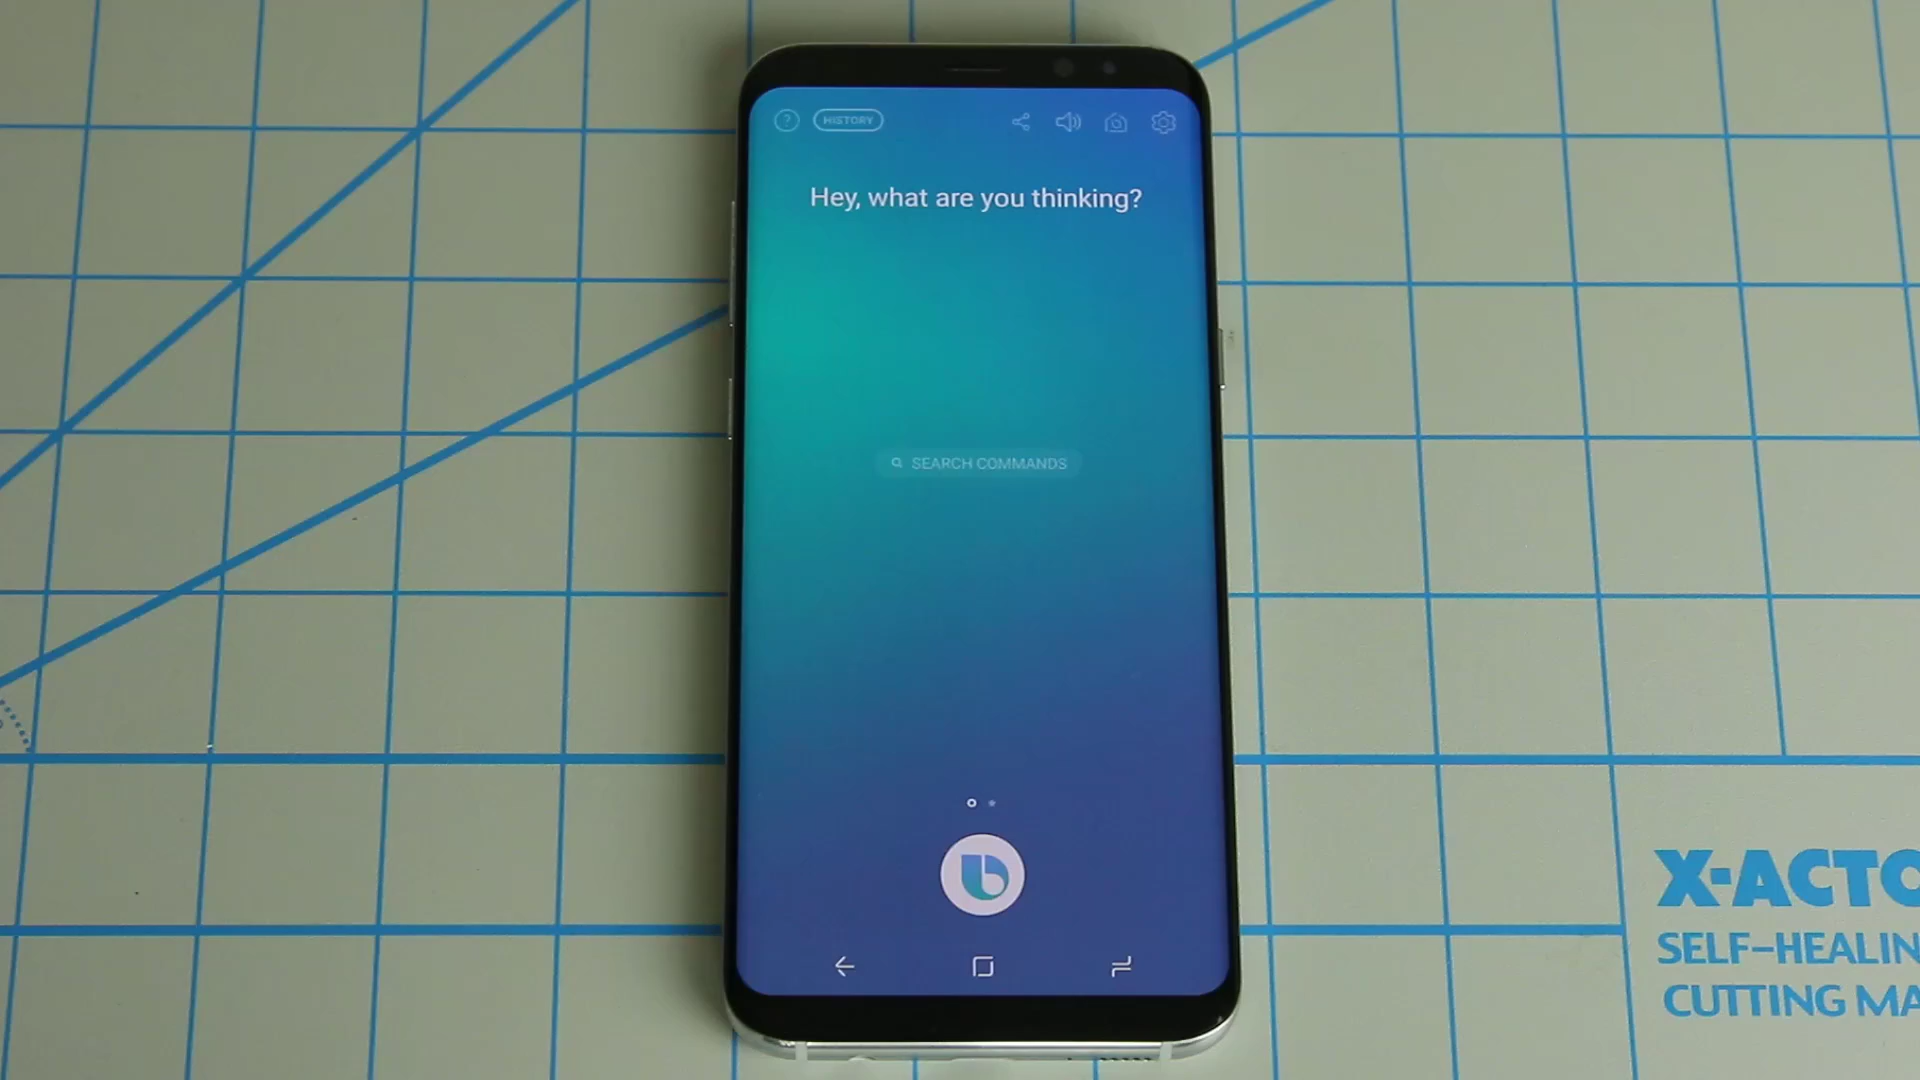 HISTORY
Hey, what are you thinking?
SEARCH COMMANDS
X-ACTO
SELF-HEALIN
CUTTING MA